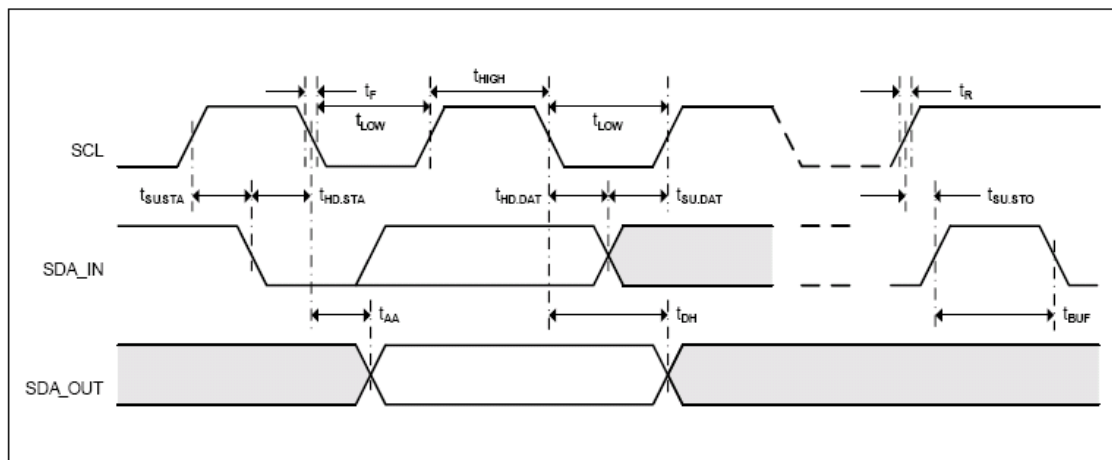 tHIGH
tF
tR
tLOW
tLOW
SCL
tSU.STA
tHD.STA
tHD.DAT
tSU.DAT
tSU.STO
SDA_IN
tAA
tDH
tBUF
SDA_OUT